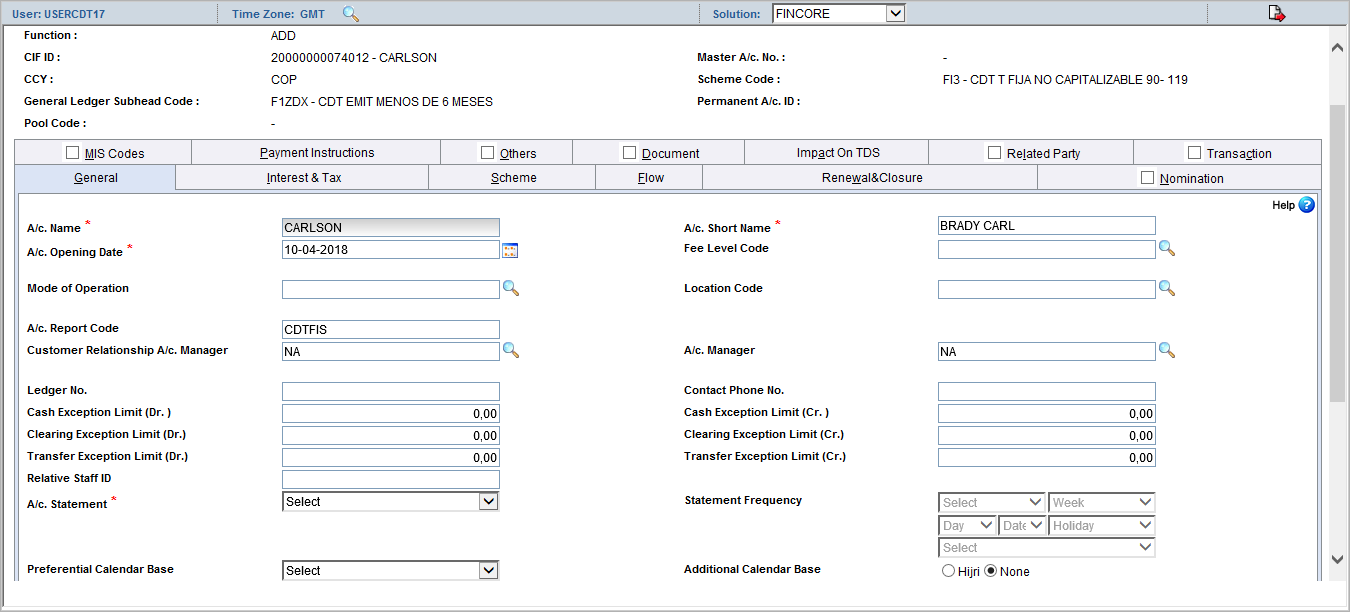 User: USERCDT17 Time Zone: GMT Solution: FINCORE
Function : ADD
CIF ID : 20000000074012 - CARLSON Master A/c. No. : -
CCY : COP Scheme Code : FI3 - CDT T FIJA NO CAPITALIZABLE 90- 119
General Ledger Subhead Code : F1ZDX - CDT EMIT MENOS DE 6 MESES Permanent A/c. ID :
Pool Code : -
MIS Codes Payment Instructions Others Document Impact On TDS Related Party Transaction
General Interest & Tax Scheme Flow Renewal&Closure Nomination
Help ?
A/c. Name * CARLSON A/c. Short Name * BRADY CARL
A/c. Opening Date * 10-04-2018 Fee Level Code
Mode of Operation Location Code
A/c. Report Code CDTFIS
Customer Relationship A/c. Manager NA A/c. Manager NA
Ledger No. Contact Phone No.
Cash Exception Limit (Dr. ) 0,00 Cash Exception Limit (Cr. ) 0,00
Clearing Exception Limit (Dr.) 0,00 Clearing Exception Limit (Cr.) 0,00
Transfer Exception Limit (Dr.) 0,00 Transfer Exception Limit (Cr.) 0,00
Relative Staff ID
A/c. Statement * Select Statement Frequency Select Week
Day Date Holiday
Select
Preferential Calendar Base Select Additional Calendar Base Hijri None